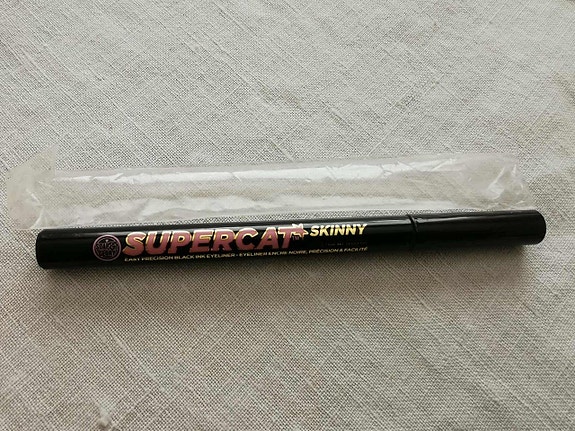 SUPERCAT SKINNY
EASY PRECISION BLACK INK EYELINER • EYELINER ENCRE NOIRE, PRÉCISION & FACILITÉ